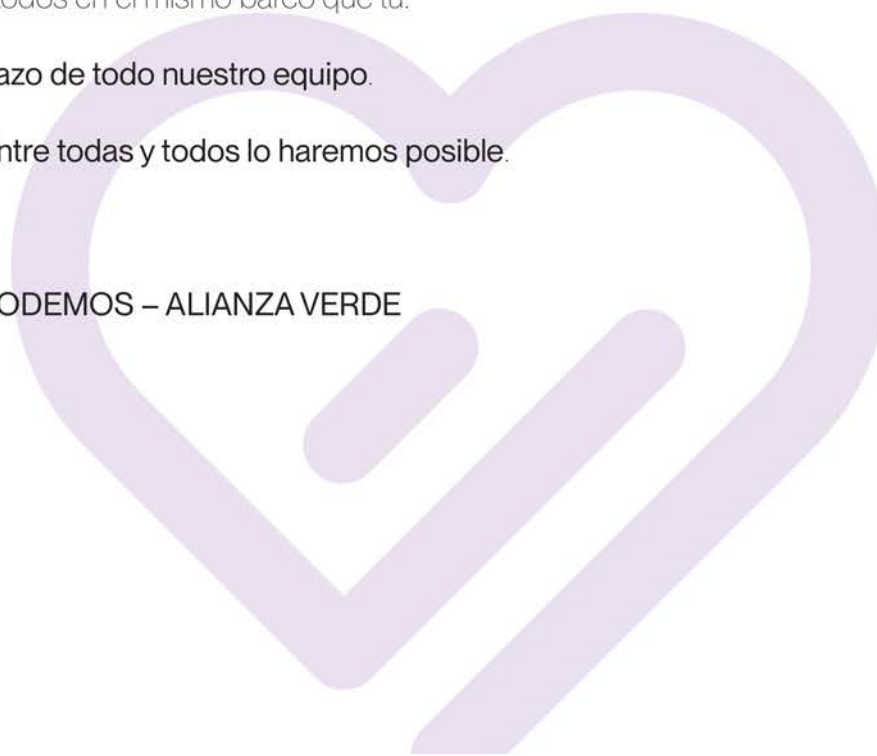 todos en el mismo barco que tú.
azo de todo nuestro equipo.
ntre todas y todos lo haremos posible.
ODEMOS – ALIANZA VERDE